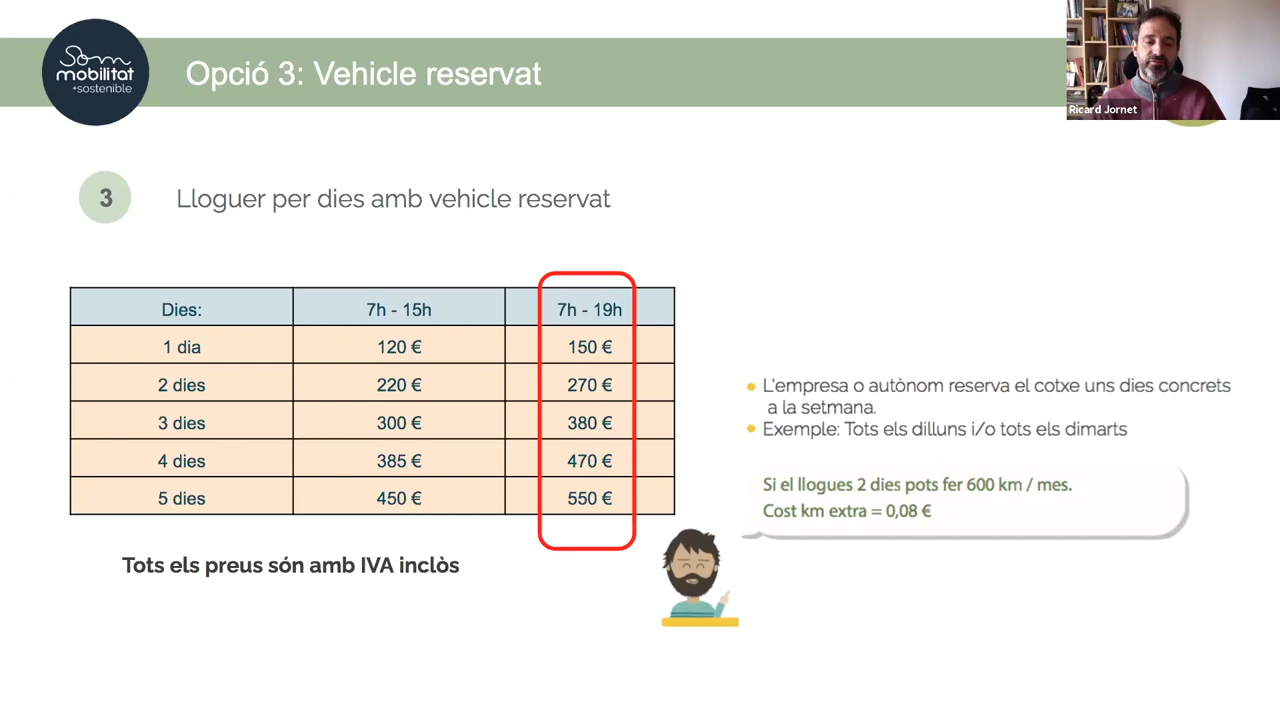 Som
mobilitat
+sostenible
Opció 3: Vehicle reservat
Ricard Jornet
3
Lloguer per dies amb vehicle reservat
Dies: 7h - 15h 7h - 19h
1 dia 120 € 150 €
2 dies 220 € 270 €
3 dies 300 € 380 €
4 dies 385 € 470 €
5 dies 450 € 550 €
L'empresa o autònom reserva el cotxe uns dies concrets
a la setmana.
Exemple: Tots els dilluns i/o tots els dimarts
Si el llogues 2 dies pots fer 600 km / mes.
Cost km extra = 0,08 €
Tots els preus són amb IVA inclòs